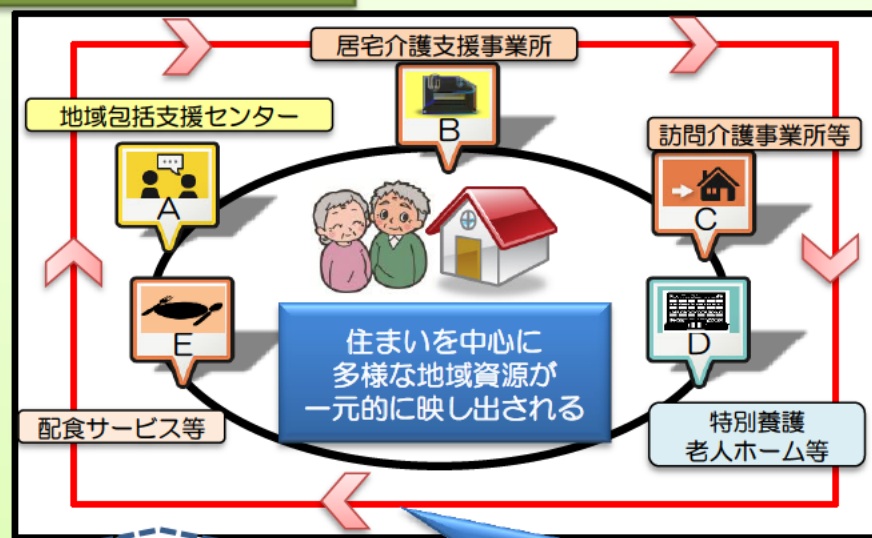 居宅介護支援事業所
B
地域包括支援センター
A
訪問介護事業所等
C
E
D
住まいを中心に
多様な地域資源が
一元的に映し出される
配食サービス等
特別養護
老人ホーム等